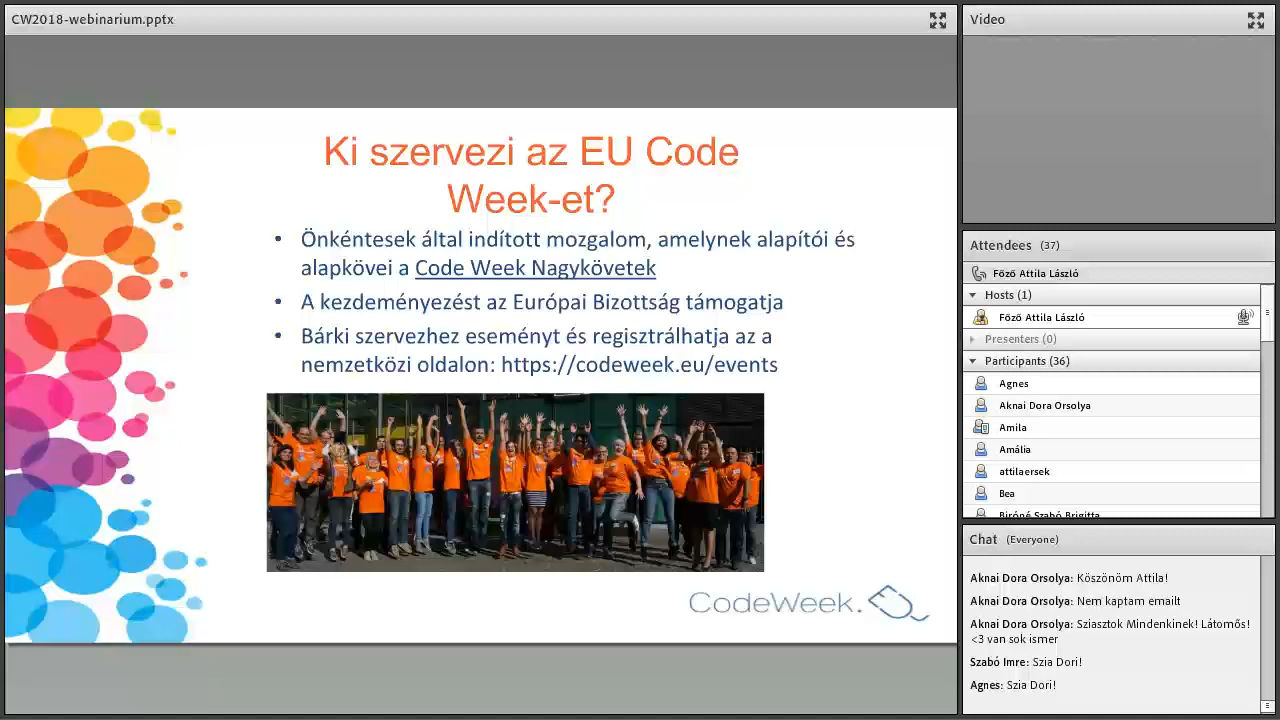 CW2018-webinarium.pptx
Ki szervezi az EU Code
Week-et?
• Önkéntesek által indított mozgalom, amelynek alapítói és
alapkövei a Code Week Nagykövetek
• A kezdeményezést az Európai Bizottság támogatja
• Bárki szervezhez eseményt és regisztrálhatja az a
nemzetközi oldalon: https://codeweek.eu/events
CodeWeek.
Video
Attendees (37)
Főző Attila László
Hosts (1)
Főző Attila László
Presenters (0)
Participants (36)
Agnes
Aknai Dora Orsolya
Amila
Amália
attilaersek
Bea
Biróné Szabó Brigitta
Chat (Everyone)
Aknai Dora Orsolya: Köszönöm Attila!
Aknai Dora Orsolya: Nem kaptam emailt
Aknai Dora Orsolya: Sziasztok Mindenkinek! Látomős!
<3 van sok ismer
Szabó Imre: Szia Dori!
Agnes: Szia Dori!